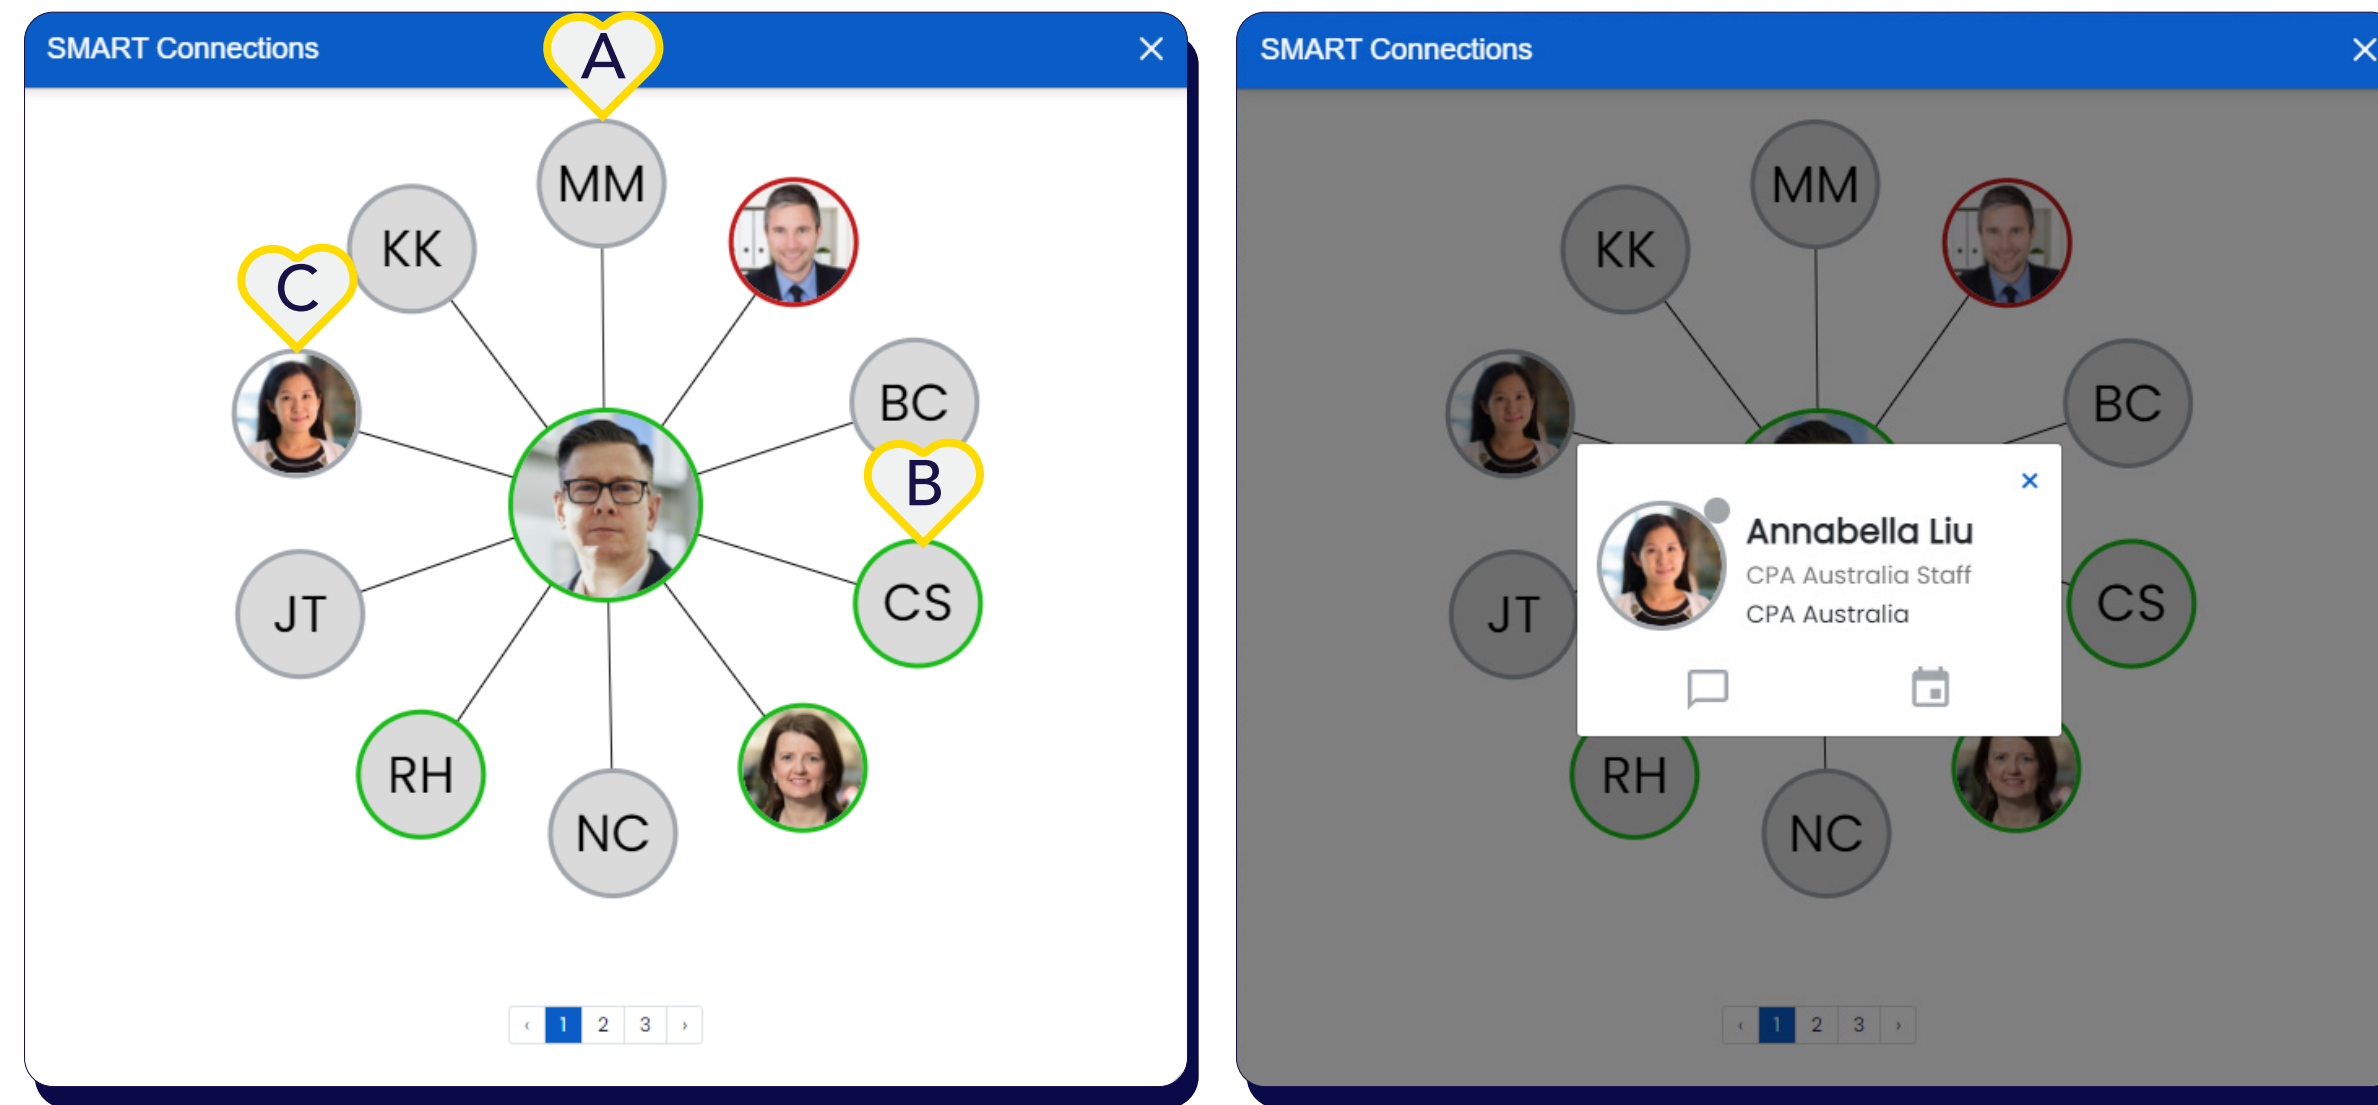 SMART Connections
A
MM
KK
C
BC
B
CS
JT
RH
NC
‹ 1 2 3 ›
SMART Connections
MM
KK
BC
Annabella Liu
CPA Australia Staff
CPA Australia
JT
CS
RH
NC
‹ 1 2 3 ›